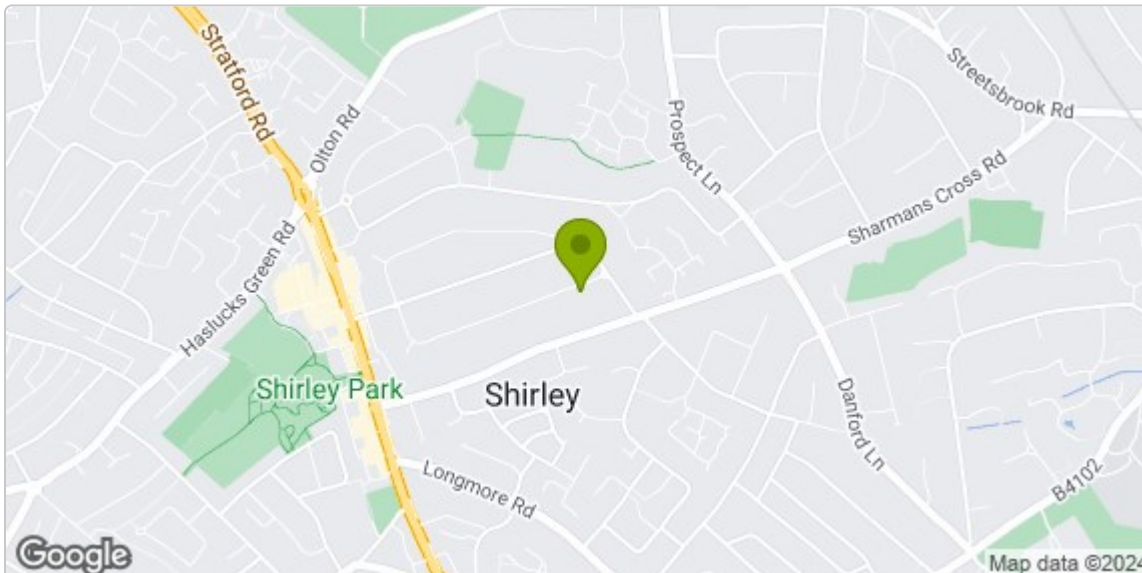 Stratford Rd
Olton Rd
Prospect Ln
Streetsbrook Rd
Sharmans Cross Rd
Haslucks Green Rd
Shirley Park
Shirley
Danford Ln
Longmore Rd
B4102
Google
Map data ©2024